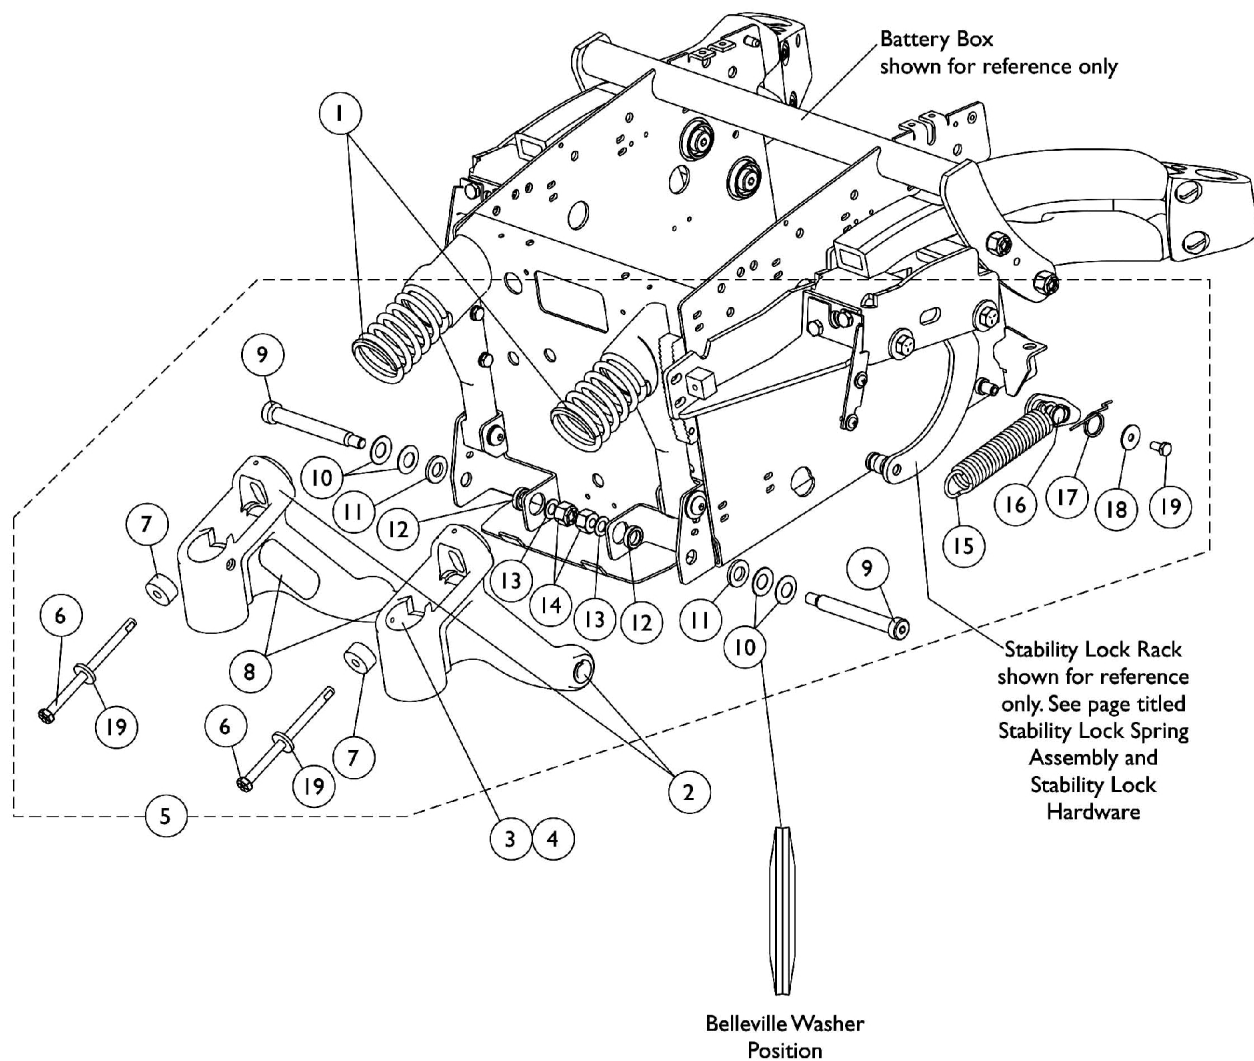 Battery Box
shown for reference only
1
9
10
11
12
7
6
8
19
6
19
7
13
14
13
12
11
10
9
15
16
17
18
19
2
3
4
5
Stability Lock Rack
shown for reference
only. See page titled
Stability Lock Spring
Assembly and
Stability Lock
Hardware
Belleville Washer
Position